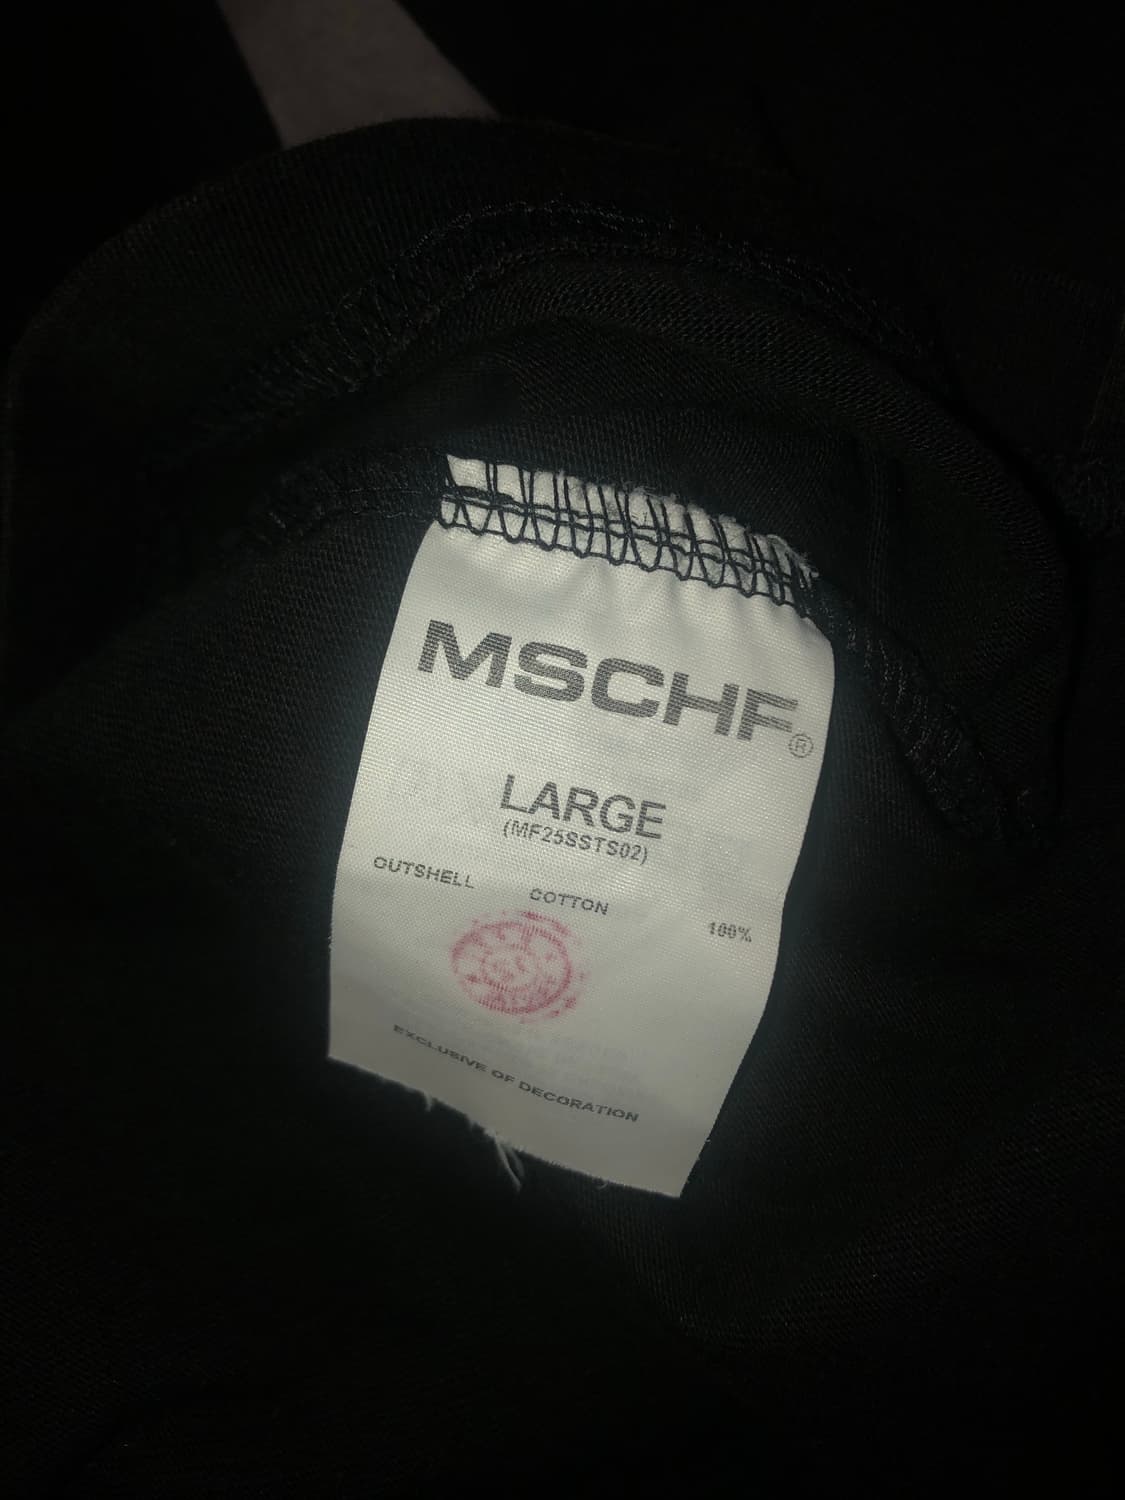 MSCHF®
LARGE
(MF25SSTS02)
OUTSHELL COTTON 100%
EXCLUSIVE OF DECORATION